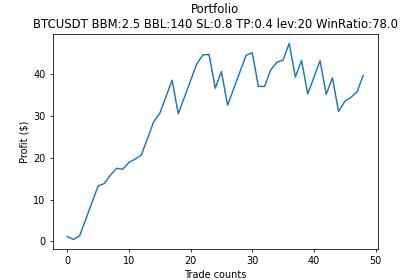 Portfolio
BTCUSDT BBM:2.5 BBL:140 SL:0.8 TP:0.4 lev:20 WinRatio:78.0
Profit ($)
40
30
20
10
0
0 10 20 30 40 50
Trade counts